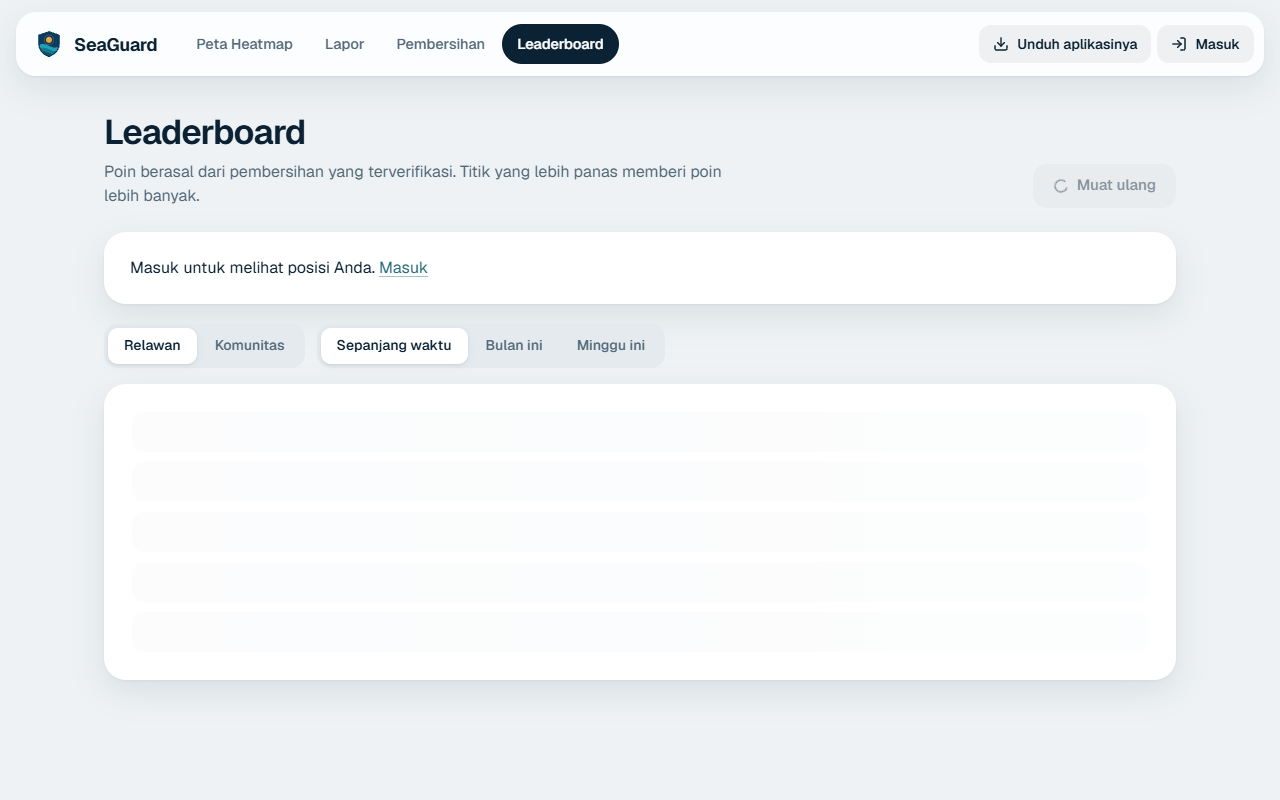 SeaGuard
Peta Heatmap
Lapor
Pembersihan
Leaderboard
Unduh aplikasinya
Masuk
Leaderboard
Poin berasal dari pembersihan yang terverifikasi. Titik yang lebih panas memberi poin
lebih banyak.
Muat ulang
Masuk untuk melihat posisi Anda. Masuk
Relawan
Komunitas
Sepanjang waktu
Bulan ini
Minggu ini